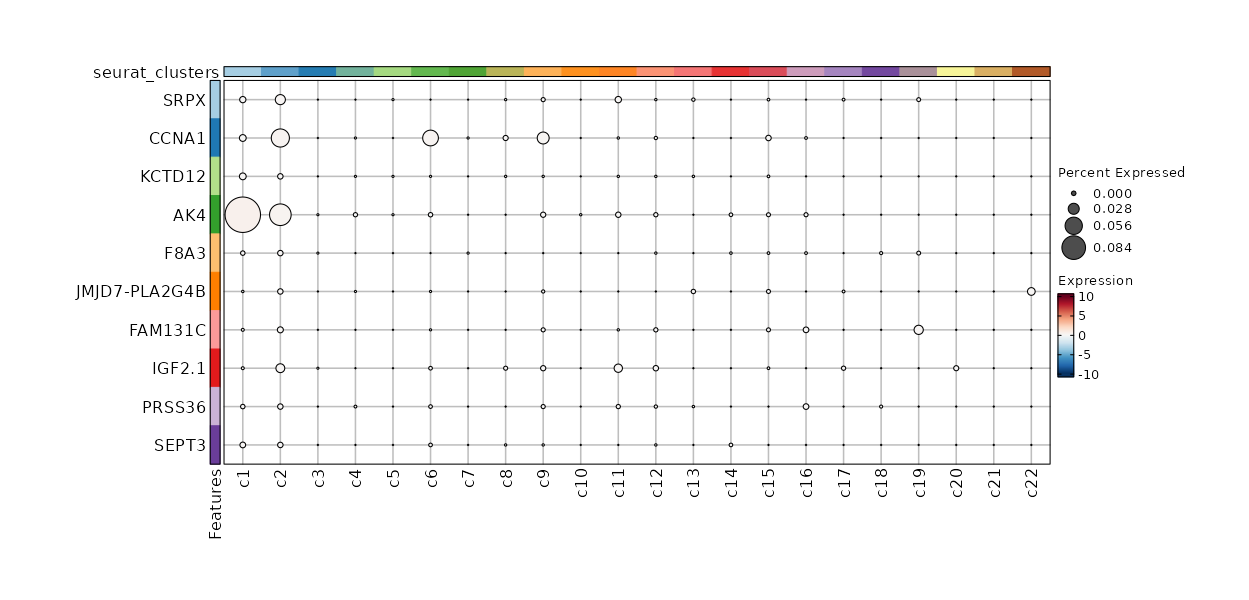 seurat_clusters
SRPX
CCNA1
KCTD12
AK4
F8A3
JMJD7-PLA2G4B
FAM131C
IGF2.1
PRSS36
SEPT3
Features
c1
c2
c3
c4
c5
c6
c7
c8
c9
c10
c11
c12
c13
c14
c15
c16
c17
c18
c19
c20
c21
c22
Percent Expressed
0.000
0.028
0.056
0.084
Expression
10
5
0
-5
-10